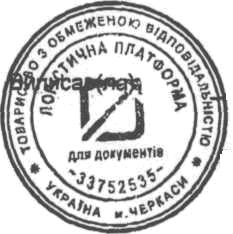 ТОВАРИСТВО З ОБМЕЖЕНОЮ ВІДПОВІДАЛЬНІСТЮ
ЛОГІСТИЧНА ПЛАТФОРМА
Для документів
-33752535-
УКРАЇНА м.ЧЕРКАСИ